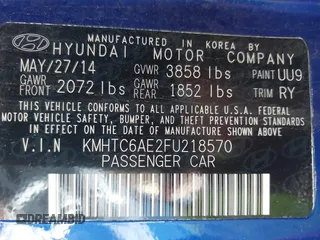 MANUFACTURED IN KOREA BY
HYUNDAI MOTOR COMPANY
MAY/27/14 GVWR 3858 lbs PAINT UU9
GAWR FRONT 2072 lbs GAWR REAR 1852 lbs TRIM RY
THIS VEHICLE CONFORMS TO ALL APPLICABLE U.S. FEDERAL
MOTOR VEHICLE SAFETY, BUMPER, AND THEFT PREVENTION
STANDARDS IN EFFECT ON THE DATE OF MANUFACTURE
SHOWN ABOVE.
V.I.N KMHTC6AE2FU218570
PASSENGER CAR
DREAMBID